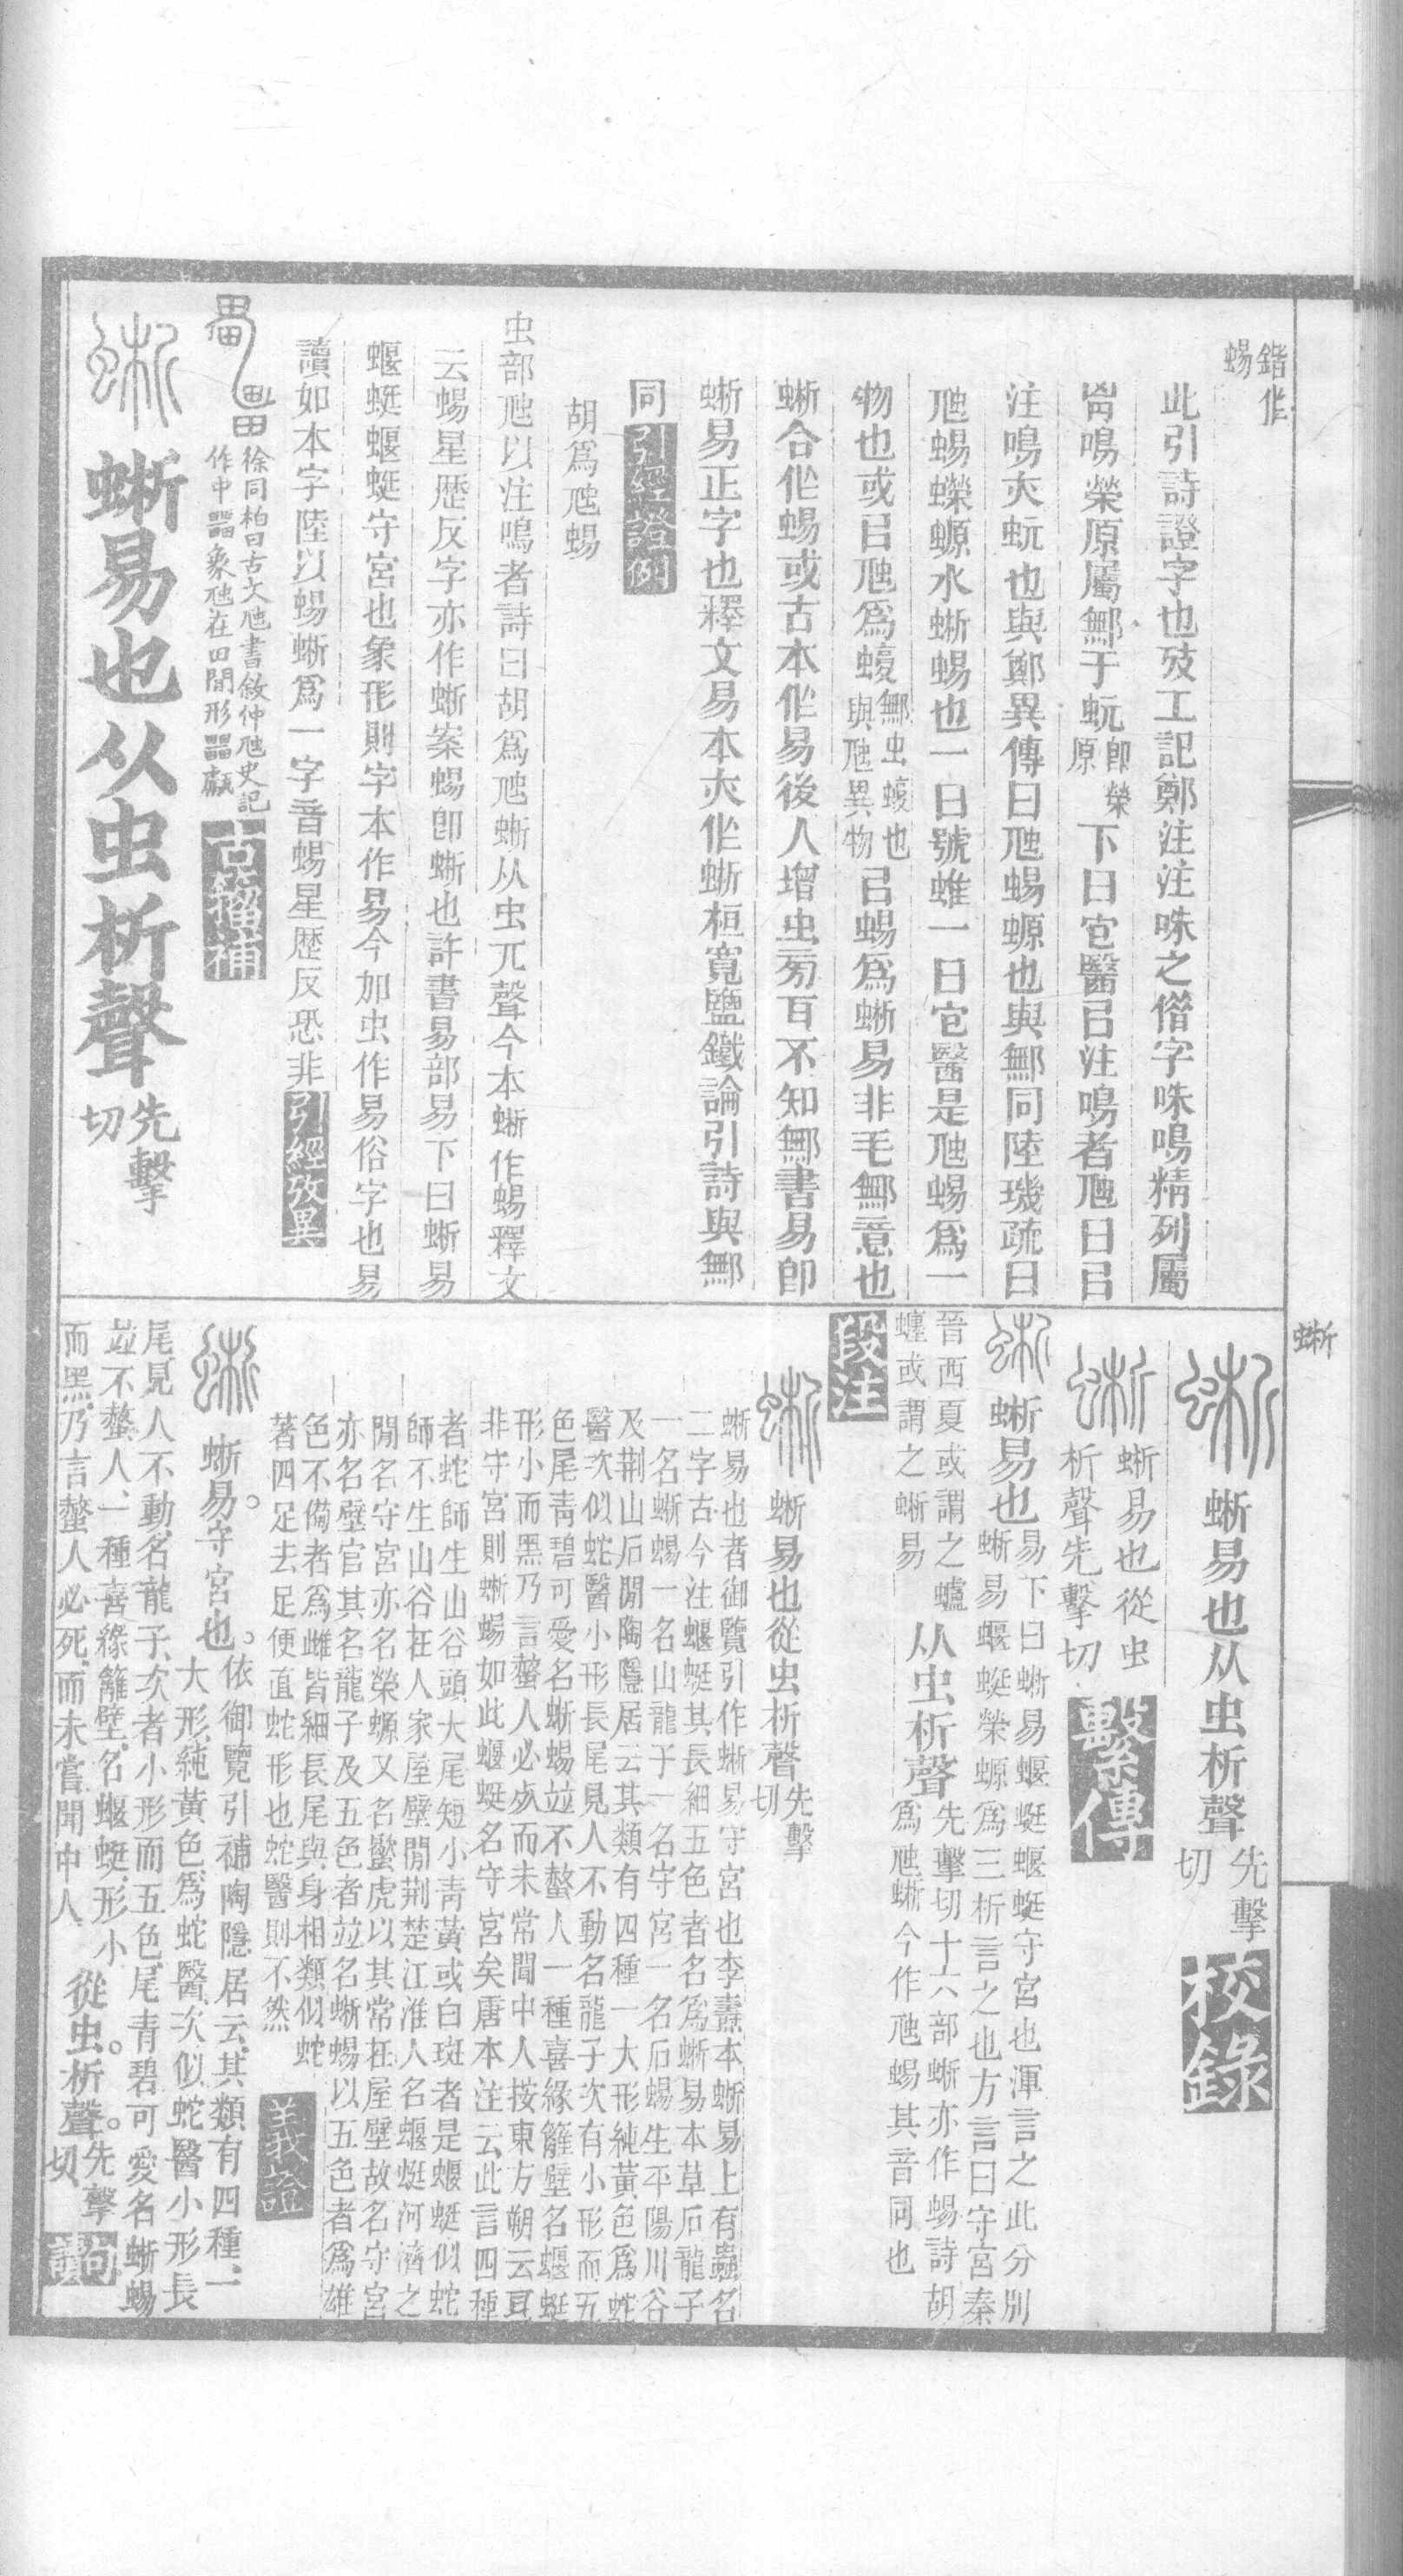 鍇作
蜴
此引詩證字也攷工記鄭注注咮之借字咮鳴精列屬
胷鳴榮原屬鄦于蚖
卽榮
原
下曰它醫㠯注鳴者虺曰㠯
注鳴亦蚖也與鄭異傳曰虺蜴螈也與鄦同陸璣疏曰
虺蜴蠑螈水蜥蜴也一曰號蜼一曰它醫是虺蜴爲一
物也或㠯虺爲蝮
鄦虫蝮也
與虺異物
㠯蜴爲蜥易非毛鄦意也
蜥合作蜴或古本作易後人增虫㫄耳不知鄦書易卽
蜥易正字也釋文易本亦作蜥桓寬鹽鐵論引詩與鄦
同 引經證例
胡爲虺蜴
虫部虺以注鳴者詩曰胡爲虺蜥从虫兀聲今本蜥作蜴釋文
云蜴星歷反字亦作蜥案蜴卽蜥也許書易部易下曰蜥易
蝘蜓蝘蜓守宮也象形則字本作易今加虫作易俗字也易
讀如本字陸以蜴蜥爲一字音蜴星歷反恐非 引經攷異
徐同柏曰古文虺書敘仲虺史記
作中𤳳象虺在田閒形
古籀補
蜥易也从虫析聲
先擊
切
蜥
蜥易也从虫析聲
先擊
切
校錄
蜥易也從虫
析聲先擊切
繫傳
蜥易也
易下曰蜥易蝘蜓蝘蜓守宮也渾言之此分別
蜥易蝘蜓榮螈爲三析言之也方言曰守宮秦
晉西夏或謂之蠦
蠦或謂之蜥易
从虫析聲
先擊切十六部蜥亦作蜴詩胡
爲虺蜥今作虺蜴其音同也
段注
蜥易也從虫析聲
先擊
切
蜥易也者御覽引作蜥易守宮也李燾本蜥易上有蟲名
二字古今注蝘蜓其長細五色者名爲蜥易本草石龍子
一名蜥蜴一名山龍子一名守宮一名石蜴生平陽川谷
及荆山石閒陶隱居云其類有四種一大形純黃色爲蛇
醫次似蛇醫小形長尾見人不動名龍子次有小形而五
色尾青碧可愛名蜥蜴竝不螫人一種喜緣籬壁名蝘蜓
形小而黑乃言螫人必死而未常聞中人按東方朔云
非守宮則蜥蜴如此蝘蜓名守宮矣唐本注云此言四種
者蛇師生山谷頭大尾短小青黃或白斑者是蝘蜓似蛇
師不生山谷在人家屋壁閒荆楚江淮人名蝘蜓河濟之
閒名守宮亦名榮螈又名蠍虎以其常在屋壁故名守宮
亦名壁宮其名龍子及五色者竝名蜥蜴以五色者爲雄
色不備者爲雌皆細長尾與身相類似蛇
著四足去足便直蛇形也蛇醫則不然
義證
蜥易。守宮也。
依御覽引補陶隱居云其類有四種一
大形純黃色爲蛇醫次似蛇醫小形長
尾見人不動名龍子次者小形而五色尾青碧可愛名蜥蜴
竝不螫人一種喜緣籬壁名蝘蜓形小
而黑乃言螫人必死而未嘗聞中人
從虫。析聲。
先擊
切
句讀